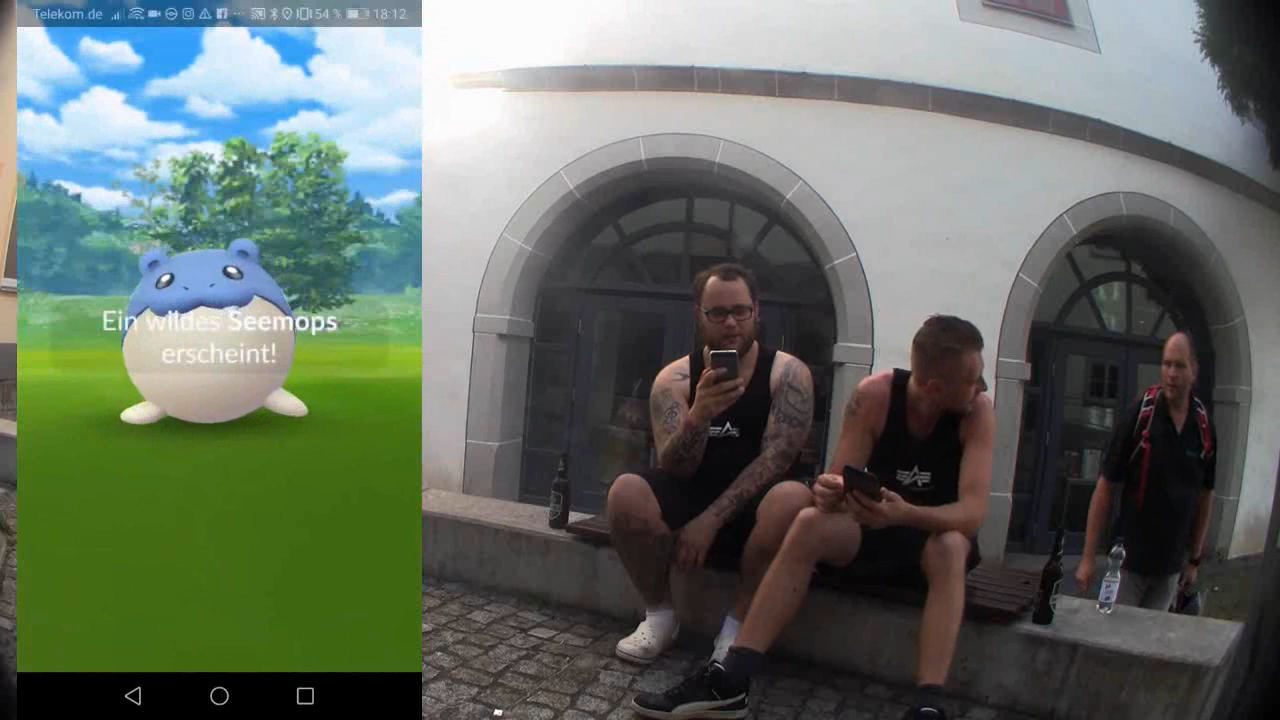 Telekom.de
54 %
18:12
Ein wildes Seemops
erscheint!